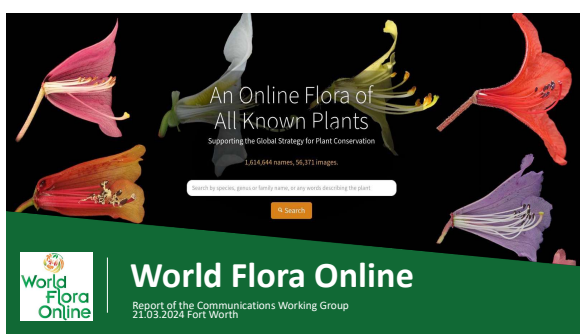 An Online Flora of
All Known Plants
Supporting the Global Strategy for Plant Conservation
1,614,644 names, 56,371 images.
Search by species, genus or family name, or any words describing the plant
Search
World
Flora
Online
World Flora Online
Report of the Communications Working Group
21.03.2024 Fort Worth